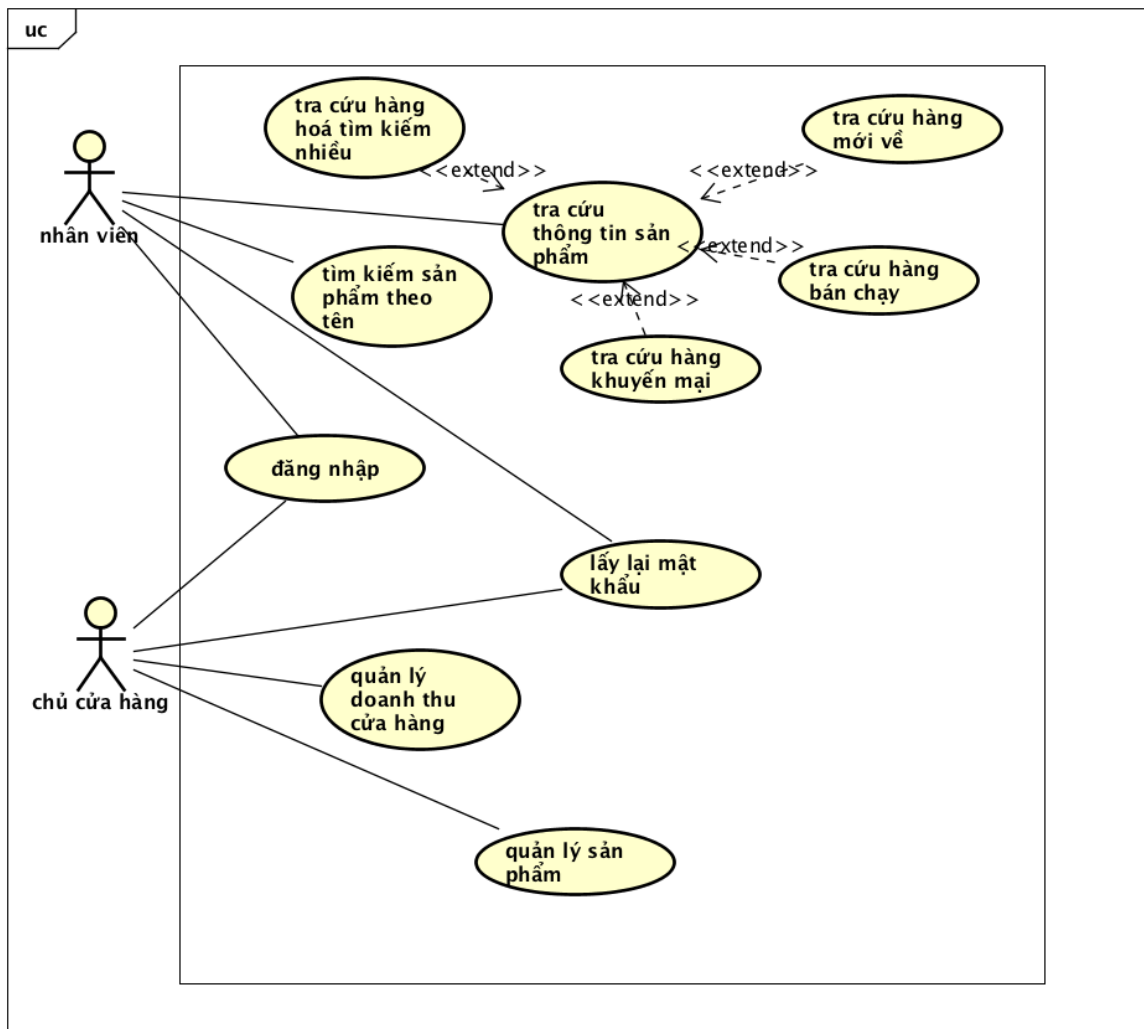 uc
tra cứu hàng
hoá tìm kiếm
nhiều
tra cứu hàng
mới về
<<extend>>
<<extend>>
nhân viên
tra cứu
thông tin sản
phẩm
<<extend>>
tìm kiếm sản
phẩm theo
tên
tra cứu hàng
bán chạy
<<extend>>
tra cứu hàng
khuyến mại
đăng nhập
lấy lại mật
khẩu
chủ cửa hàng
quản lý
doanh thu
cửa hàng
quản lý sản
phẩm